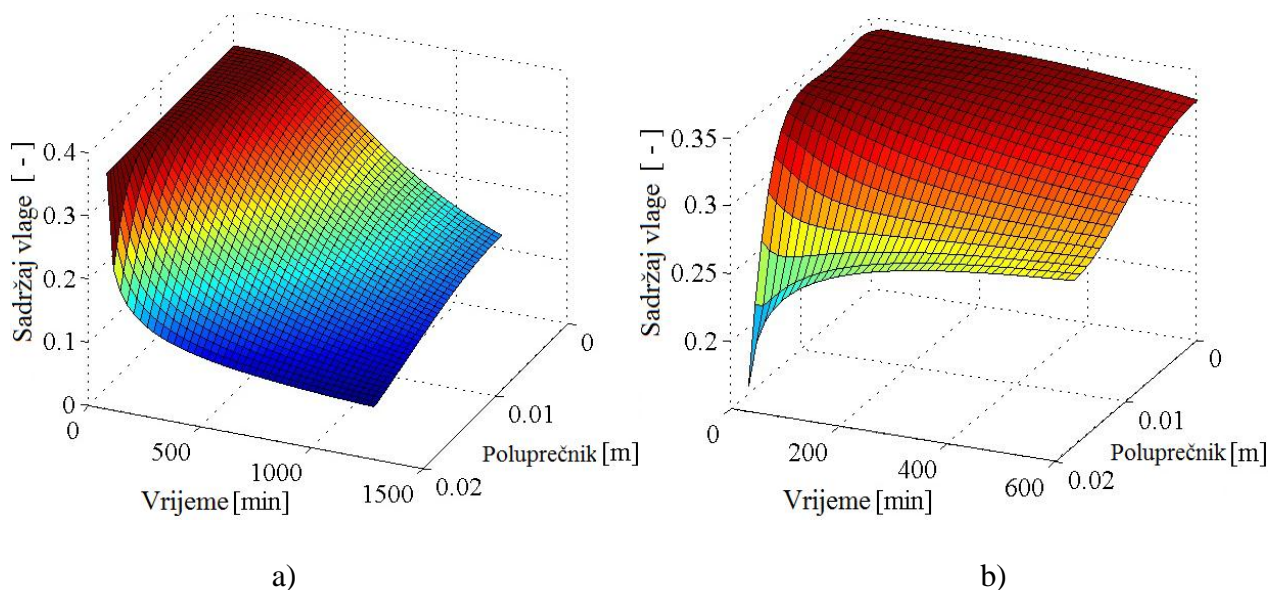 Sadržaj vlage [ - ]
0.4
0.3
0.2
0.1
0
0
500
1000
1500
Vrijeme [min]
0
0.01
0.02
Poluprečnik [m]
a)
Sadržaj vlage [ - ]
0.35
0.3
0.25
0.2
0
200
400
600
Vrijeme [min]
0
0.01
0.02
Poluprečnik [m]
b)